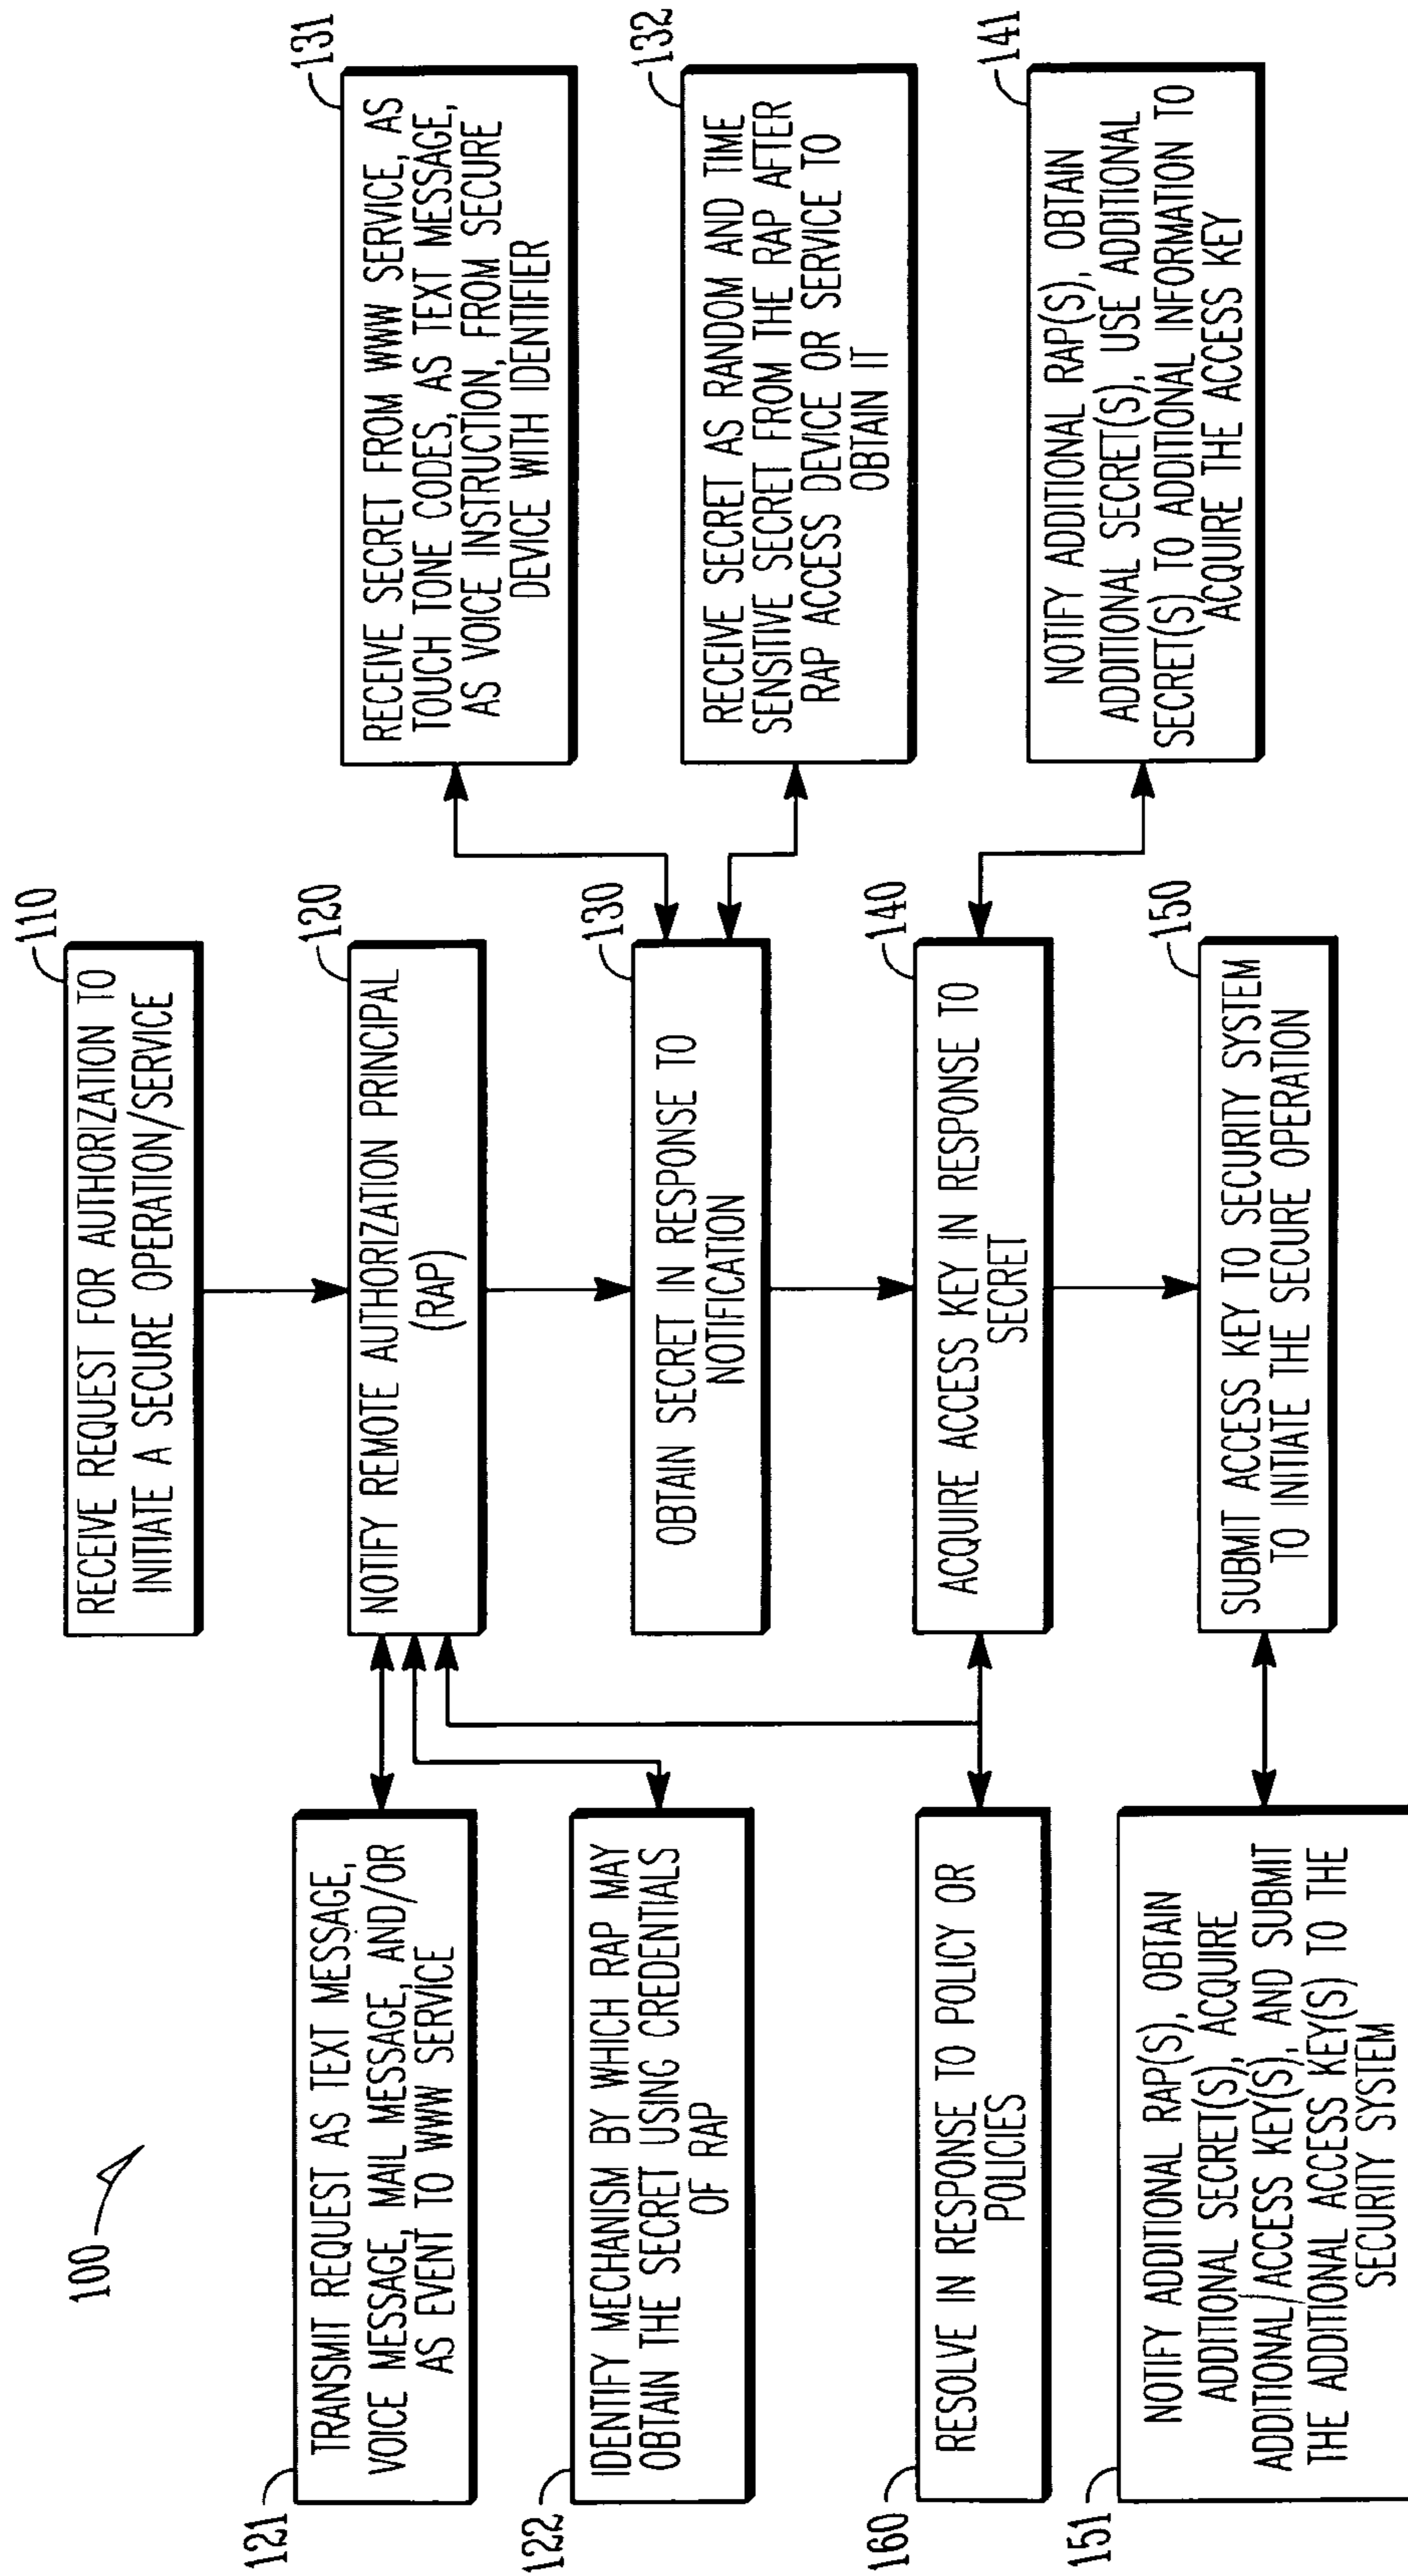 100
110
RECEIVE REQUEST FOR AUTHORIZATION TO
INITIATE A SECURE OPERATION/SERVICE
120
NOTIFY REMOTE AUTHORIZATION PRINCIPAL
(RAP)
121
TRANSMIT REQUEST AS TEXT MESSAGE,
VOICE MESSAGE, MAIL MESSAGE, AND/OR
AS EVENT TO WWW SERVICE
122
IDENTIFY MECHANISM BY WHICH RAP MAY
OBTAIN THE SECRET USING CREDENTIALS
OF RAP
130
OBTAIN SECRET IN RESPONSE TO
NOTIFICATION
131
RECEIVE SECRET FROM WWW SERVICE, AS
TOUCH TONE CODES, AS TEXT MESSAGE,
AS VOICE INSTRUCTION, FROM SECURE
DEVICE WITH IDENTIFIER
132
RECEIVE SECRET AS RANDOM AND TIME
SENSITIVE SECRET FROM THE RAP AFTER
RAP ACCESS DEVICE OR SERVICE TO
OBTAIN IT
140
ACQUIRE ACCESS KEY IN RESPONSE TO
SECRET
141
NOTIFY ADDITIONAL RAP(S), OBTAIN
ADDITIONAL SECRET(S), USE ADDITIONAL
SECRET(S) TO ADDITIONAL INFORMATION TO
ACQUIRE THE ACCESS KEY
160
RESOLVE IN RESPONSE TO POLICY OR
POLICIES
150
SUBMIT ACCESS KEY TO SECURITY SYSTEM
TO INITIATE THE SECURE OPERATION
151
NOTIFY ADDITIONAL RAP(S), OBTAIN
ADDITIONAL SECRET(S), ACQUIRE
ADDITIONAL/ACCESS KEY(S), AND SUBMIT
THE ADDITIONAL ACCESS KEY(S) TO THE
SECURITY SYSTEM